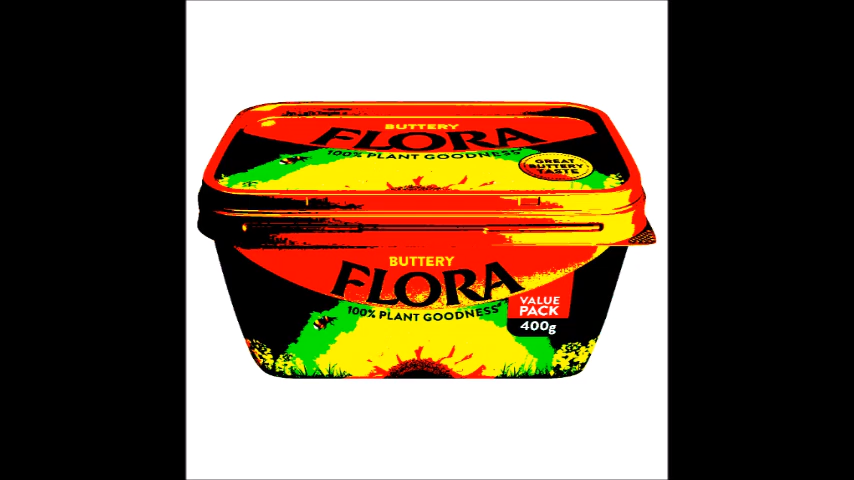 BUTTERY
FLORA
100% PLANT GOODNESS*
GREAT
BUTTERY
TASTE
BUTTERY
FLORA
100% PLANT GOODNESS*
VALUE
PACK
400g